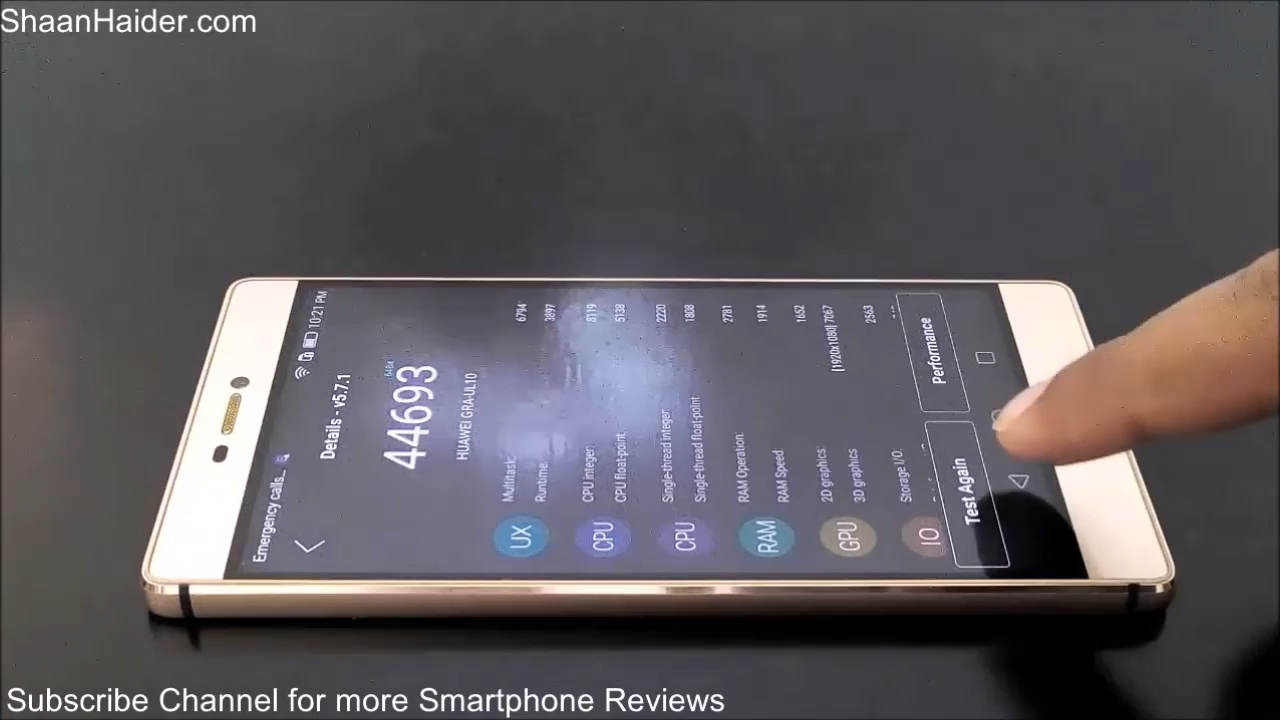 ShaanHaider.com
Emergency calls...
10:21 PM
Details - v5.7.1
44693
64bit
HUAWEI GRA-UL10
UX
Multitask: 6794
Runtime: 3897
CPU
CPU integer: 8119
CPU float-point: 5138
CPU
Single-thread integer: 2220
Single-thread float-point: 1808
RAM
RAM Operation: 2781
RAM Speed 1914
GPU
2D graphics: 1652
3D graphics [1920x1080] 7067
IO
Storage I/O: 2563
Test Again
Performance
Subscribe Channel for more Smartphone Reviews